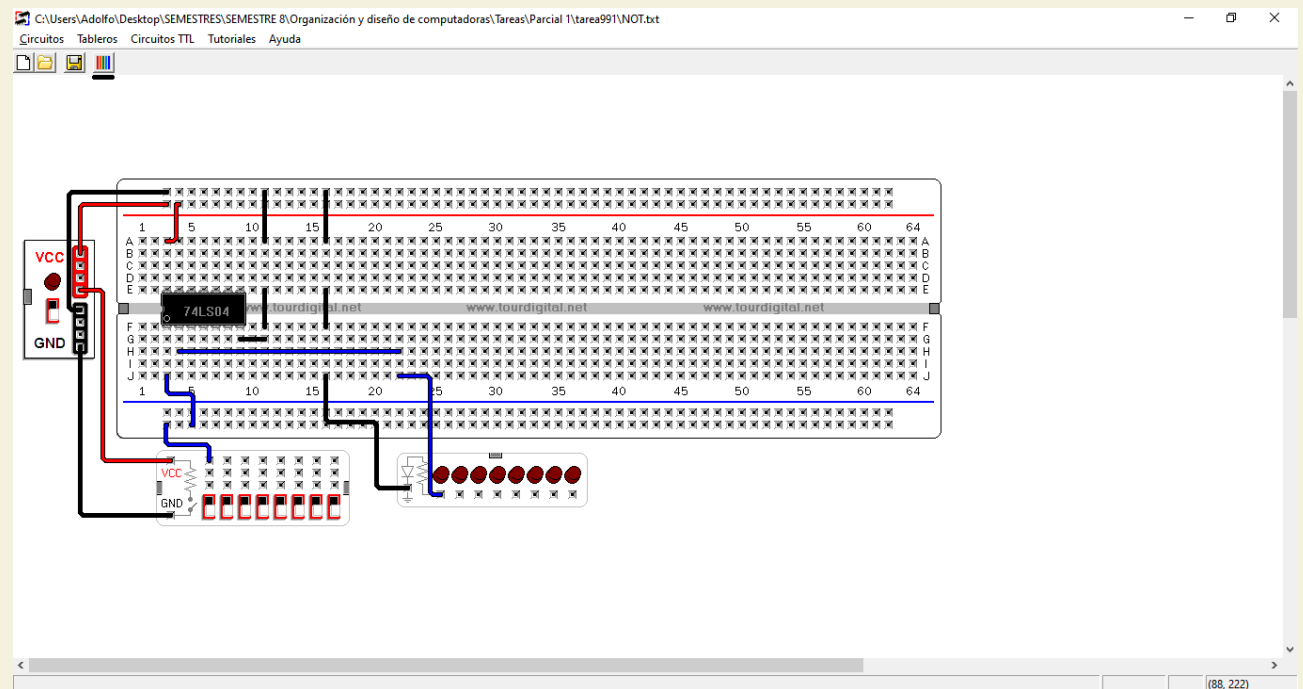 C:\Users\Adolfo\Desktop\SEMESTRES\SEMESTRE 8\Organización y diseño de computadoras\Tareas\Parcial 1\tarea991\NOT.txt
Circuitos Tableros Circuitos TTL Tutoriales Ayuda
1 5 10 15 20 25 30 35 40 45 50 55 60 64
A A
B B
C C
D D
E E
VCC
GND
74LS04 www.tourdigital.net www.tourdigital.net www.tourdigital.net
F F
G G
H H
I I
J J
1 5 10 15 20 25 30 35 40 45 50 55 60 64
VCC
GND
(88, 222)